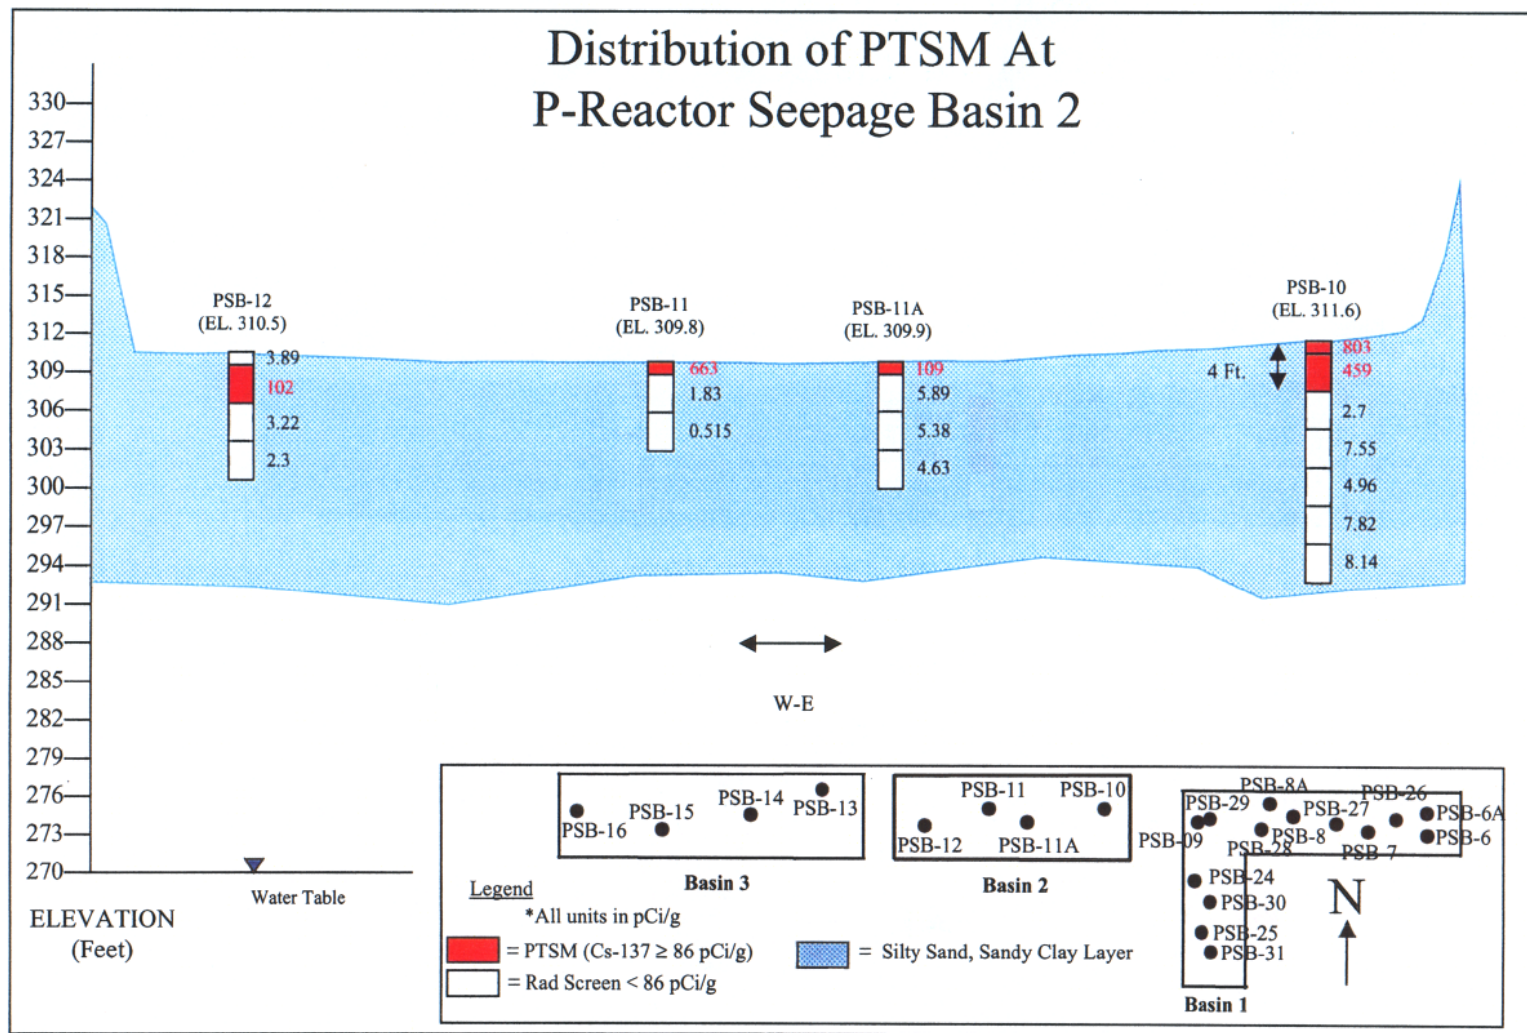 Distribution of PTSM At
P-Reactor Seepage Basin 2
330
327
324
321
318
315
312
309
306
303
300
297
294
291
288
285
282
279
276
273
270
ELEVATION
(Feet)
PSB-12
(EL. 310.5)
3.89
102
3.22
2.3
PSB-11
(EL. 309.8)
663
1.83
0.515
PSB-11A
(EL. 309.9)
109
5.89
5.38
4.63
PSB-10
(EL. 311.6)
4 Ft.
803
459
2.7
7.55
4.96
7.82
8.14
W-E
Water Table
PSB-16
PSB-15
PSB-14
PSB-13
Basin 3
PSB-12
PSB-11
PSB-11A
PSB-10
Basin 2
PSB-8A
PSB-26
PSB-29
PSB-27
PSB-6A
PSB-09
PSB-8
PSB-6
PSB-28
PSB-7
PSB-24
PSB-30
PSB-25
PSB-31
Basin 1
N
Legend
*All units in pCi/g
= PTSM (Cs-137 ≥ 86 pCi/g)
= Silty Sand, Sandy Clay Layer
= Rad Screen < 86 pCi/g